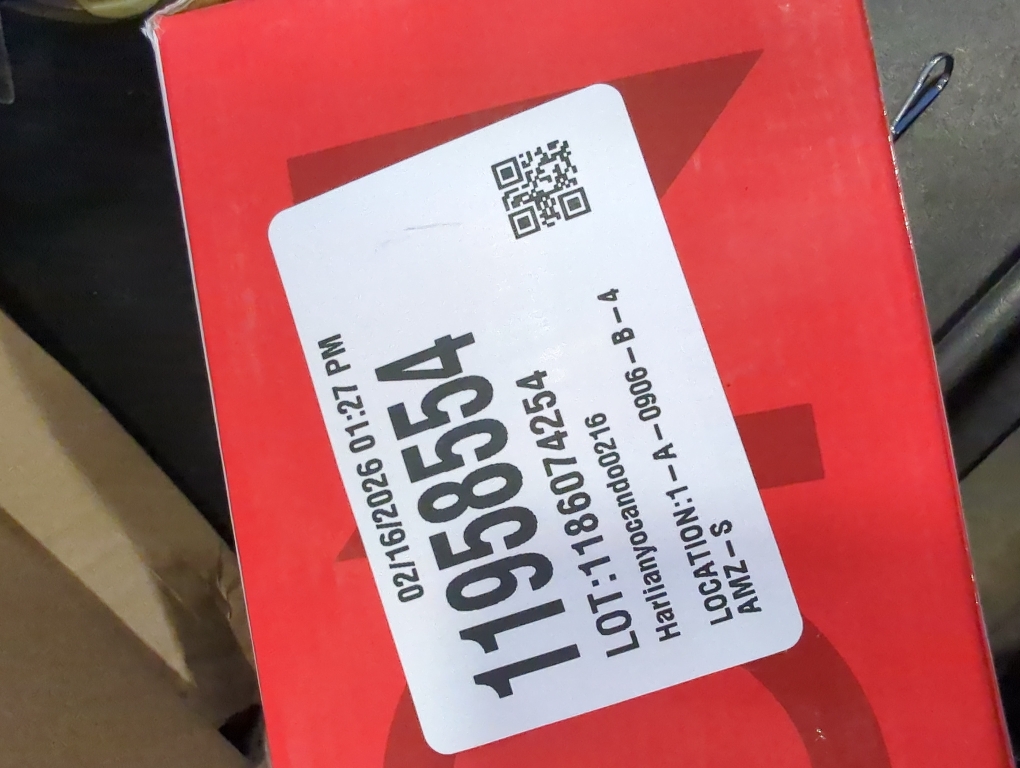 02/16/2026 01:27 PM
11958554
LOT:1186074254
Harlianyocando0216
LOCATION:1-A-0906-B-4
AMZ-S